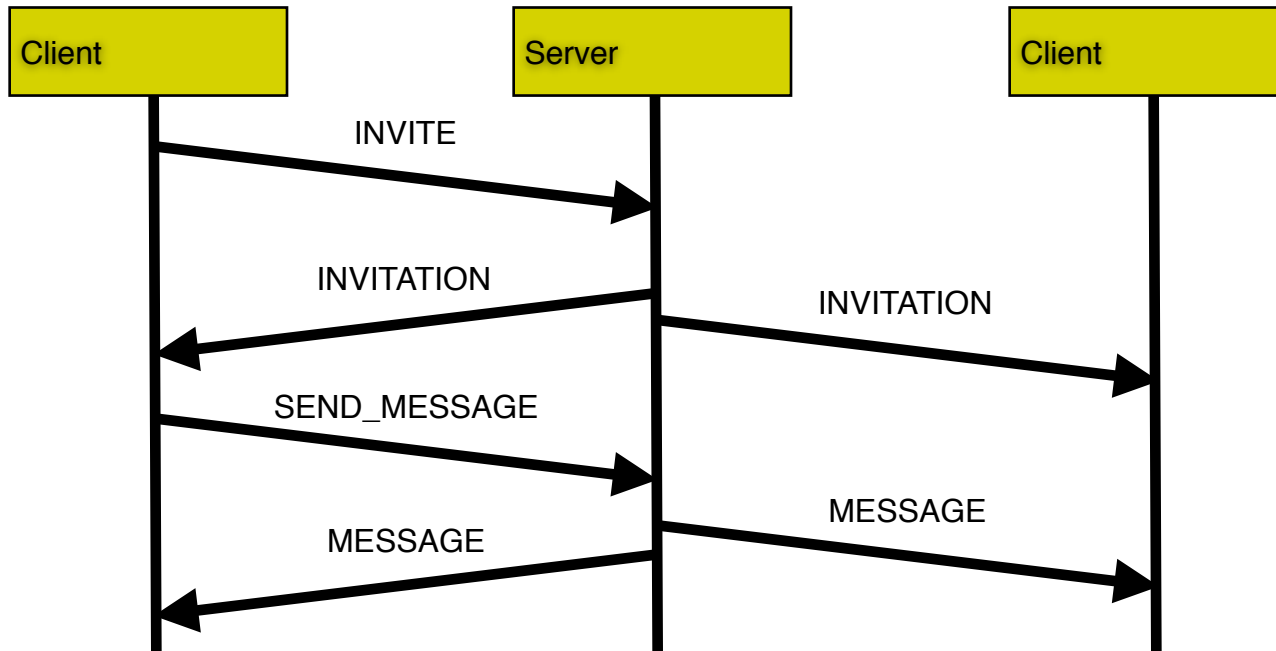 Client
Server
Client
INVITE
INVITATION
INVITATION
SEND_MESSAGE
MESSAGE
MESSAGE